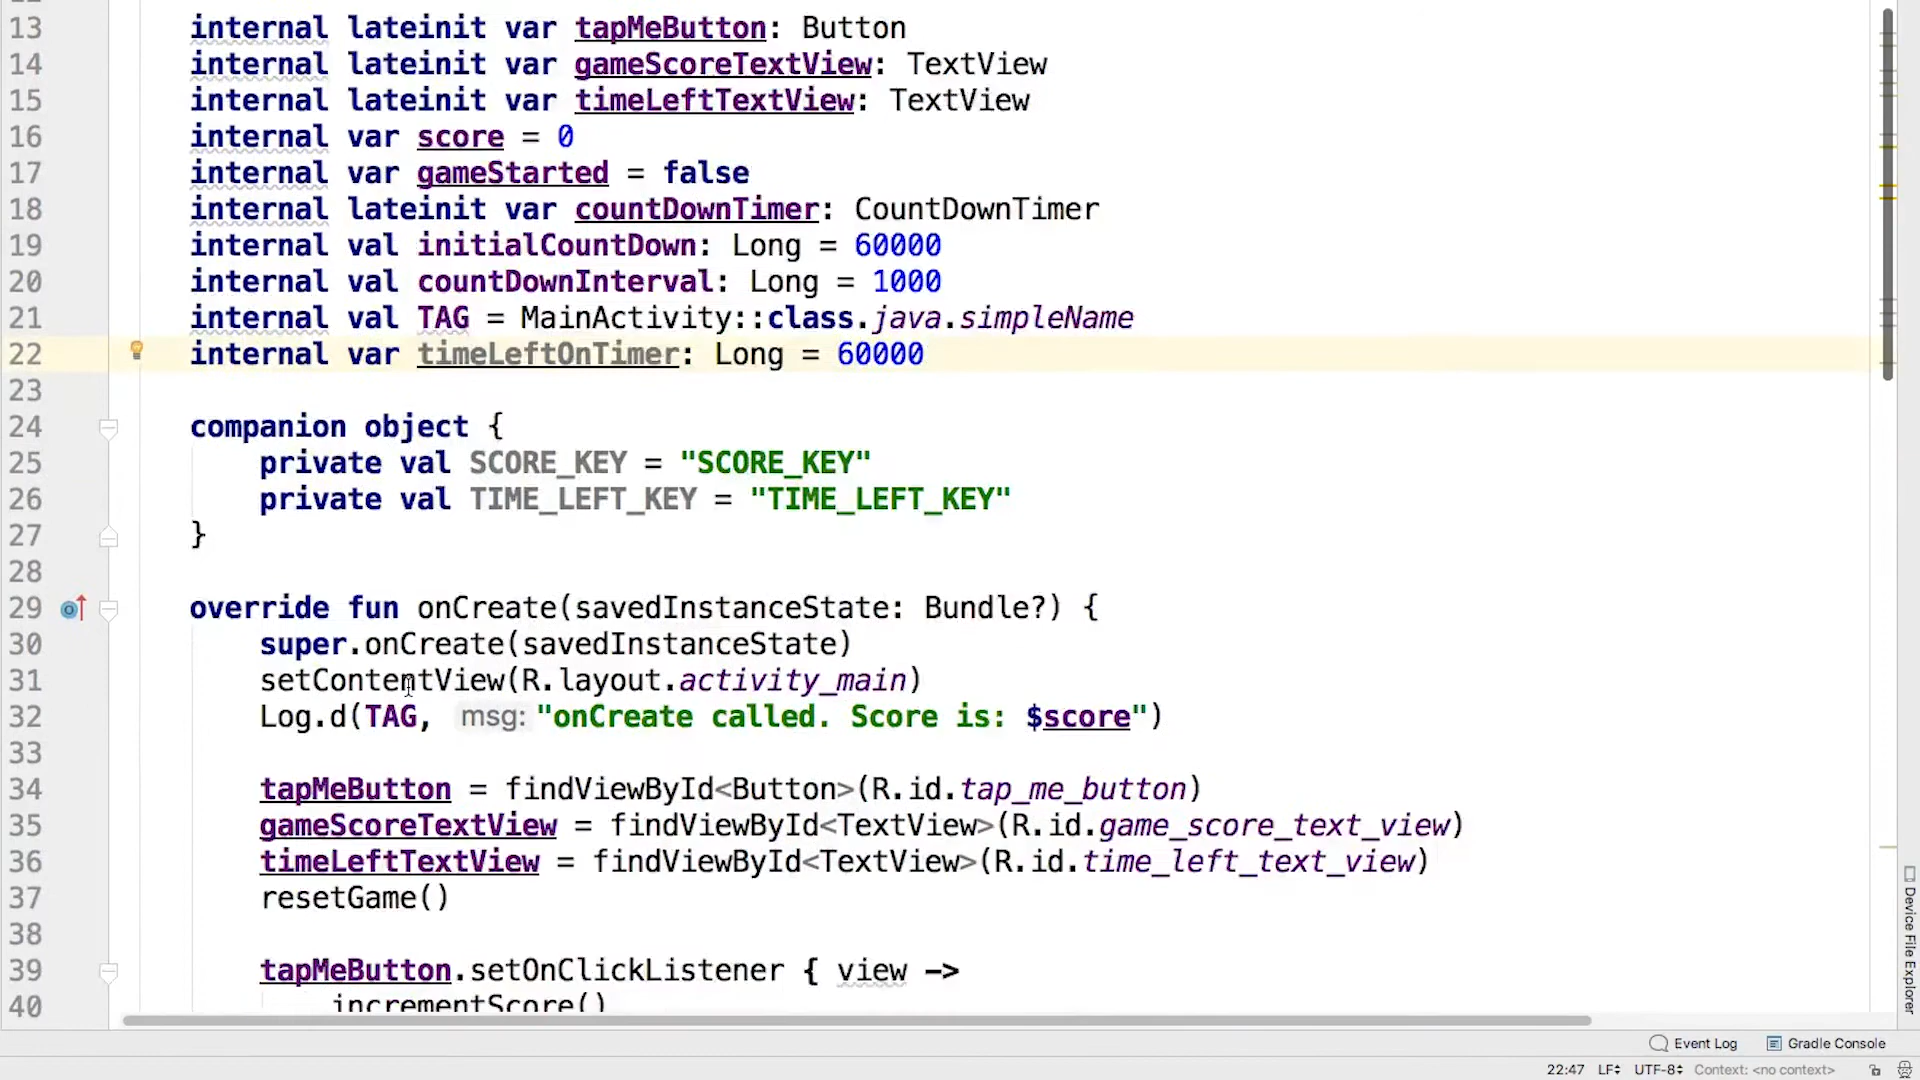 13 internal lateinit var tapMeButton: Button
14 internal lateinit var gameScoreTextView: TextView
15 internal lateinit var timeLeftTextView: TextView
16 internal var score = 0
17 internal var gameStarted = false
18 internal lateinit var countDownTimer: CountDownTimer
19 internal val initialCountDown: Long = 60000
20 internal val countDownInterval: Long = 1000
21 internal val TAG = MainActivity::class.java.simpleName
22 internal var timeLeftOnTimer: Long = 60000
23
24 companion object {
25 private val SCORE_KEY = "SCORE_KEY"
26 private val TIME_LEFT_KEY = "TIME_LEFT_KEY"
27 }
28
29 override fun onCreate(savedInstanceState: Bundle?) {
30 super.onCreate(savedInstanceState)
31 setContentView(R.layout.activity_main)
32 Log.d(TAG, msg: "onCreate called. Score is: $score")
33
34 tapMeButton = findViewById<Button>(R.id.tap_me_button)
35 gameScoreTextView = findViewById<TextView>(R.id.game_score_text_view)
36 timeLeftTextView = findViewById<TextView>(R.id.time_left_text_view)
37 resetGame()
38
39 tapMeButton.setOnClickListener { view ->
40 incrementScore()
Device File Explorer
Event Log Gradle Console
22:47 LF UTF-8 Context: <no context>